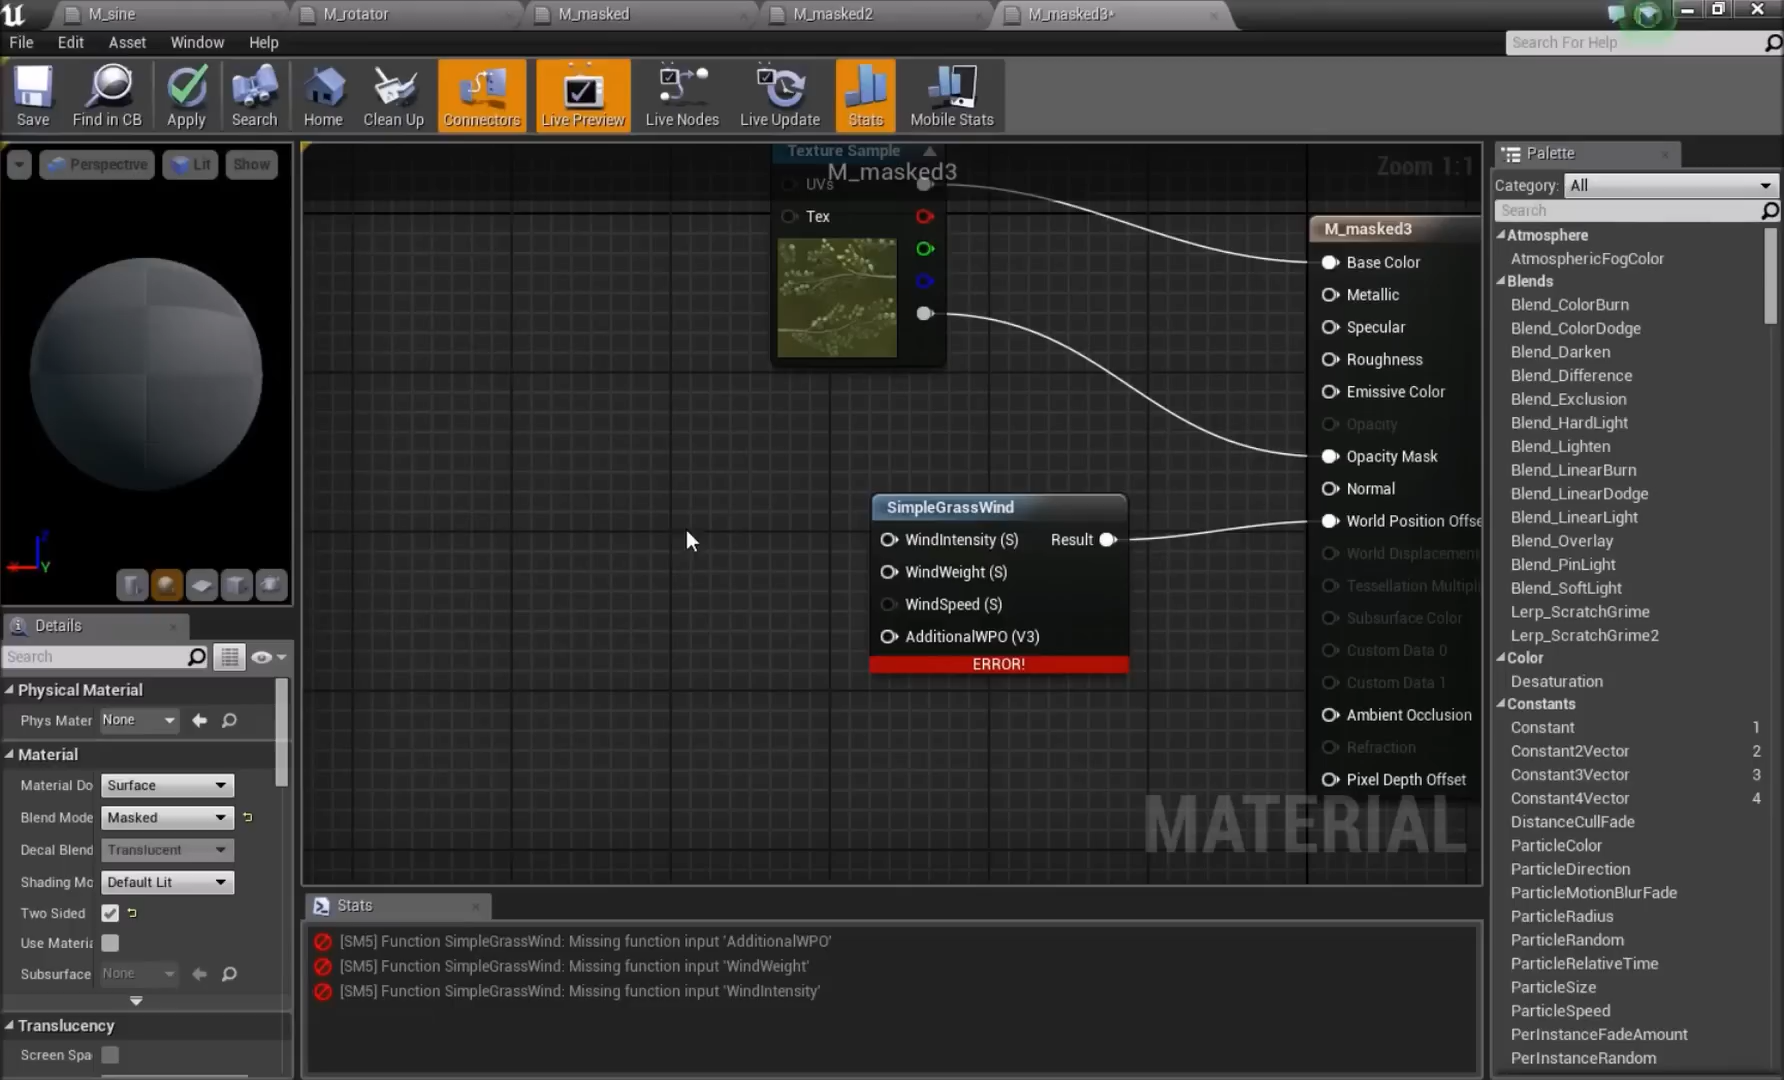 M_sine
M_rotator
M_masked
M_masked2
M_masked3*
File
Edit
Asset
Window
Help
Search For Help
Save
Find in CB
Apply
Search
Home
Clean Up
Connectors
Live Preview
Live Nodes
Live Update
Stats
Mobile Stats
Perspective
Lit
Show
Z
Y
Texture Sample
M_masked3
Zoom 1:1
UVs
Tex
M_masked3
Base Color
Metallic
Specular
Roughness
Emissive Color
Opacity
Opacity Mask
Normal
World Position Offse
World Displacemen
Tessellation Multipl
Subsurface Color
Custom Data 0
Custom Data 1
Ambient Occlusion
Refraction
Pixel Depth Offset
SimpleGrassWind
WindIntensity (S)
Result
WindWeight (S)
WindSpeed (S)
AdditionalWPO (V3)
ERROR!
MATERIAL
Details
Search
Physical Material
Phys Mater
None
Material
Material Do
Surface
Blend Mode
Masked
Decal Blend
Translucent
Shading Mo
Default Lit
Two Sided
Use Materia
Subsurface
None
Translucency
Screen Spa
Stats
[SM5] Function SimpleGrassWind: Missing function input 'AdditionalWPO'
[SM5] Function SimpleGrassWind: Missing function input 'WindWeight'
[SM5] Function SimpleGrassWind: Missing function input 'WindIntensity'
Palette
Category:
All
Search
Atmosphere
AtmosphericFogColor
Blends
Blend_ColorBurn
Blend_ColorDodge
Blend_Darken
Blend_Difference
Blend_Exclusion
Blend_HardLight
Blend_Lighten
Blend_LinearBurn
Blend_LinearDodge
Blend_LinearLight
Blend_Overlay
Blend_PinLight
Blend_SoftLight
Lerp_ScratchGrime
Lerp_ScratchGrime2
Color
Desaturation
Constants
Constant 1
Constant2Vector 2
Constant3Vector 3
Constant4Vector 4
DistanceCullFade
ParticleColor
ParticleDirection
ParticleMotionBlurFade
ParticleRadius
ParticleRandom
ParticleRelativeTime
ParticleSize
ParticleSpeed
PerInstanceFadeAmount
PerInstanceRandom